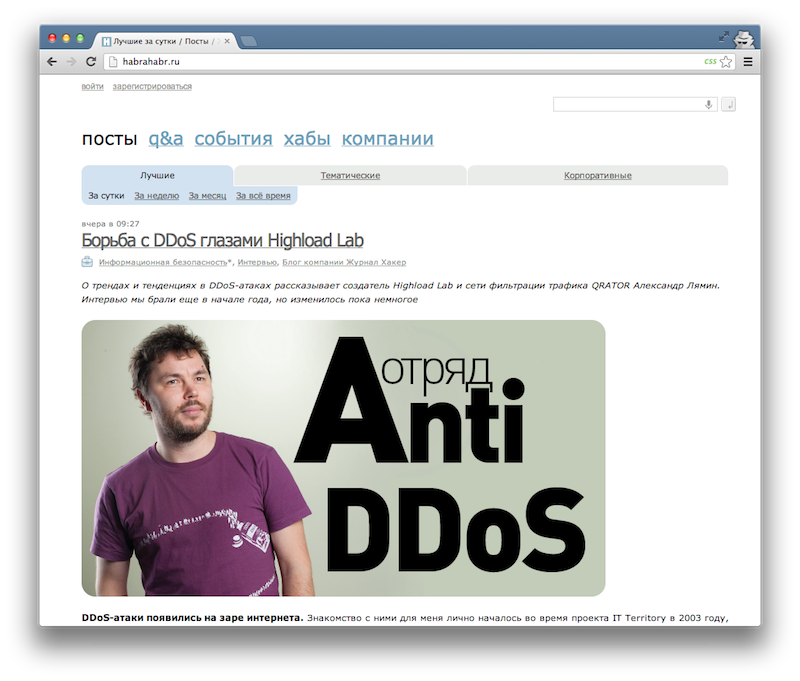 Лучшие за сутки / Посты /
habrahabr.ru
css
войти зарегистрироваться
посты q&a события хабы компании
Лучшие Тематические Корпоративные
За сутки За неделю За месяц За всё время
вчера в 09:27
Борьба с DDoS глазами Highload Lab
Информационная безопасность*, Интервью, Блог компании Журнал Хакер
О трендах и тенденциях в DDoS-атаках рассказывает создатель Highload Lab и сети фильтрации трафика QRATOR Александр Лямин.
Интервью мы брали еще в начале года, но изменилось пока немногое
отряд
Anti
DDoS
DDoS-атаки появились на заре интернета. Знакомство с ними для меня лично началось во время проекта IT Territory в 2003 году,